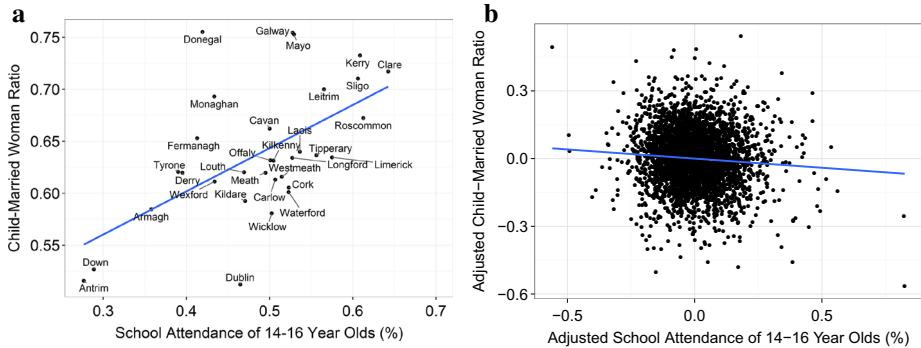 a
Child-Married Woman Ratio
0.75
0.70
0.65
0.60
0.55
0.3
0.4
0.5
0.6
0.7
School Attendance of 14-16 Year Olds (%)
Donegal
Galway
Mayo
Kerry
Clare
Sligo
Leitrim
Monaghan
Roscommon
Cavan
Laois
Fermanagh
Kilkenny
Tipperary
Offaly
Tyrone
Louth
Longford
Limerick
Derry
Meath
Westmeath
Wexford
Kildare
Cork
Carlow
Armagh
Waterford
Wicklow
Down
Dublin
Antrim
b
Adjusted Child−Married Woman Ratio
0.3
0.0
−0.3
−0.6
−0.5
0.0
0.5
Adjusted School Attendance of 14−16 Year Olds (%)